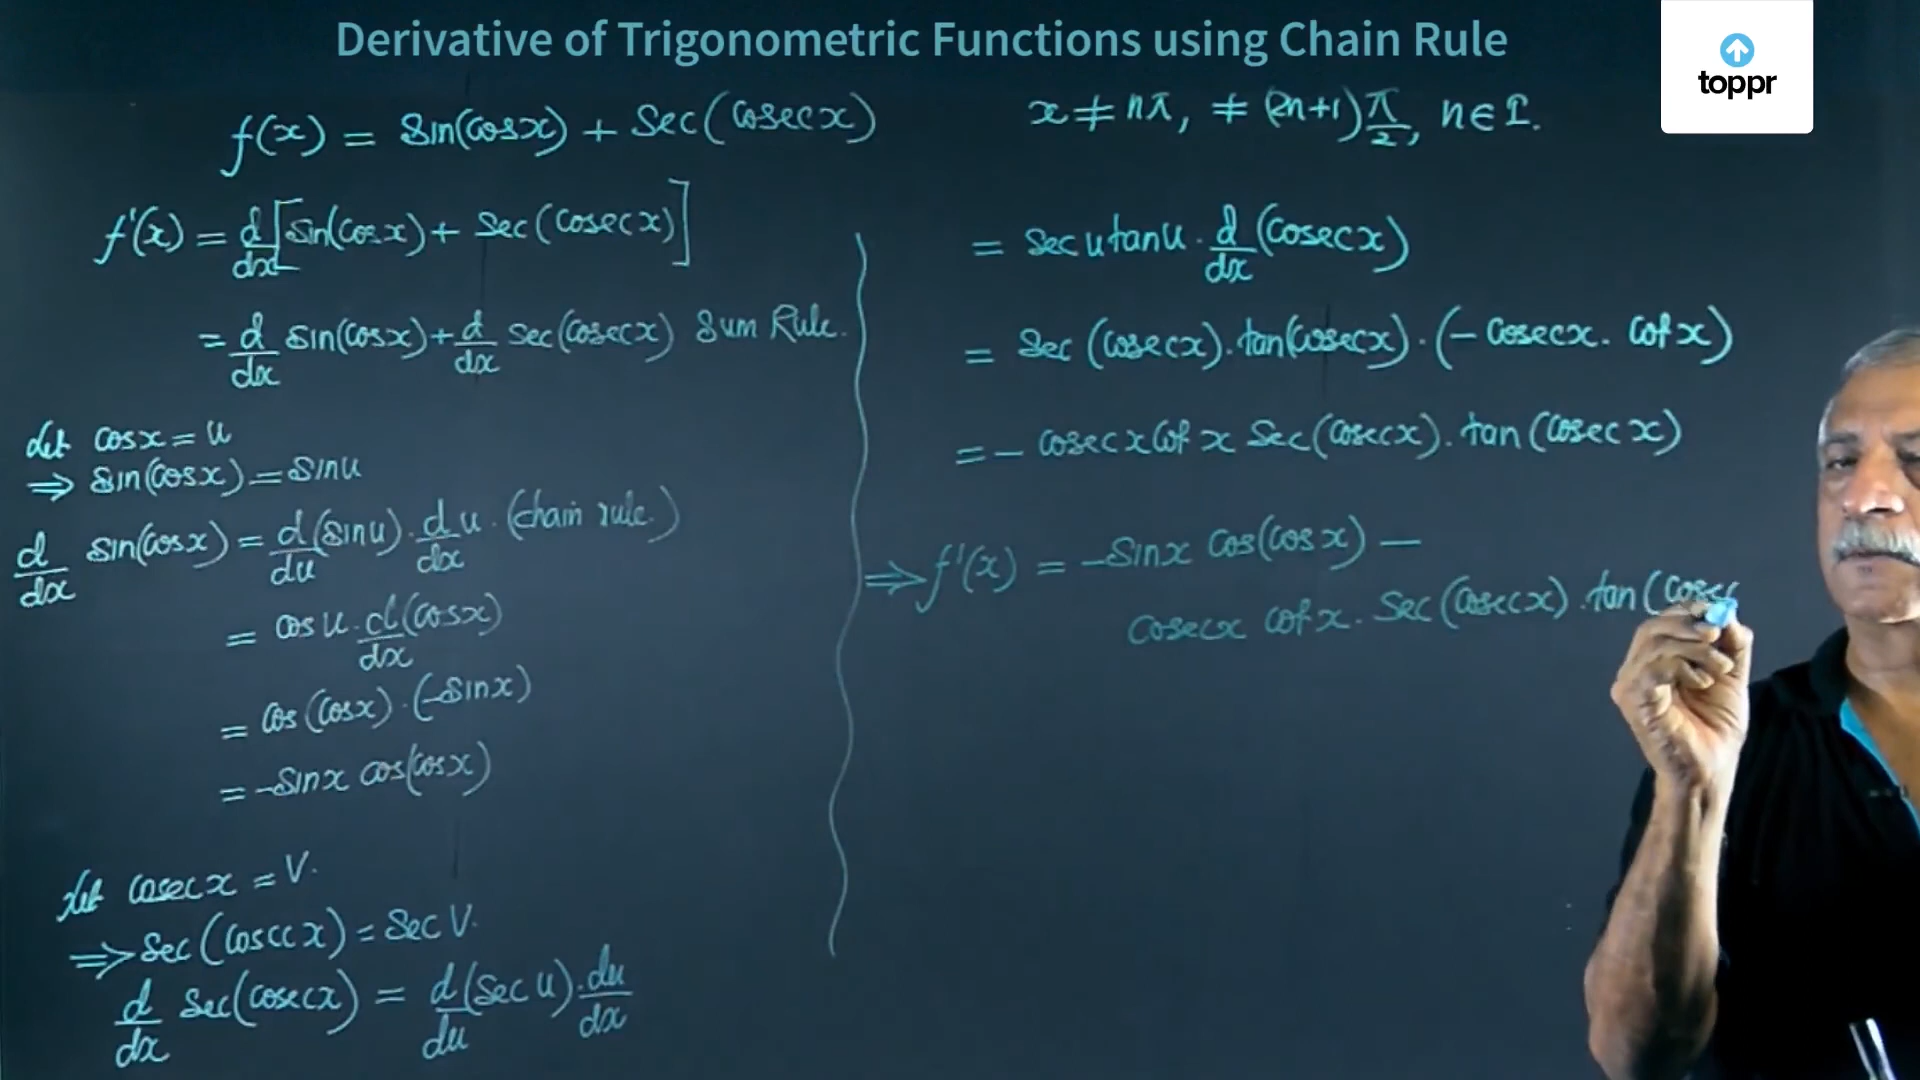 Derivative of Trigonometric Functions using Chain Rule
toppr
f(x) = Sin(Cosx) + Sec(Cosecx)
x ≠ nπ, ≠ (2n+1)π/2, n ∈ I.
f'(x) = d/dx [Sin(Cosx) + Sec(Cosecx)]
= d/dx Sin(Cosx) + d/dx Sec(Cosecx) Sum Rule.
Let Cosx = u
⇒ Sin(Cosx) = Sinu
d/dx Sin(Cosx) = d/du (Sinu) . d/dx u . (chain rule.)
= Cosu . d/dx (Cosx)
= Cos(Cosx) . (-Sinx)
= -Sinx Cos(Cosx)
Let Cosecx = V.
⇒ Sec(Cosecx) = Sec V.
d/dx Sec(Cosecx) = d/du (Sec u) . du/dx
= Sec u tan u . d/dx (Cosecx)
= Sec (Cosecx) . tan(Cosecx) . (- Cosecx . Cot x)
= - Cosec x Cot x Sec(Cosecx) . tan (Cosec x)
⇒ f'(x) = -Sinx Cos(Cosx) -
Cosecx Cot x . Sec(Cosecx) . tan (Cosec